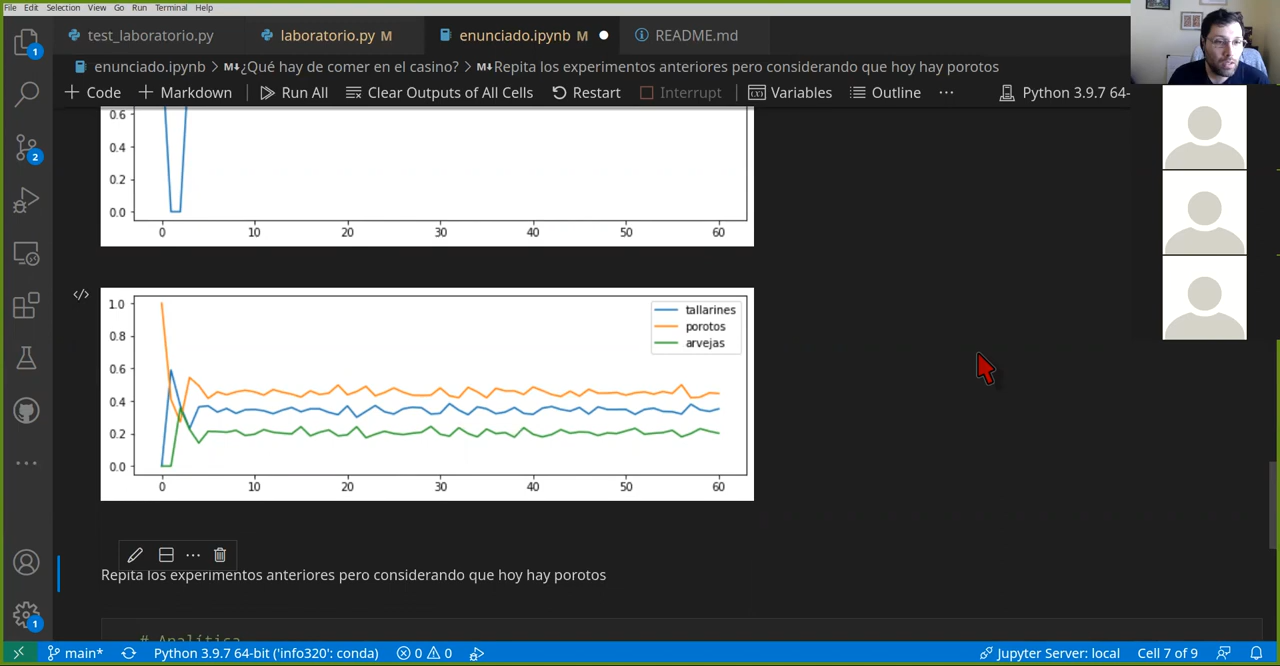 File Edit Selection View Go Run Terminal Help
test_laboratorio.py laboratorio.py M enunciado.ipynb M README.md
enunciado.ipynb > M↓¿Qué hay de comer en el casino? > M↓Repita los experimentos anteriores pero considerando que hoy hay porotos
+ Code + Markdown Run All Clear Outputs of All Cells Restart Interrupt Variables Outline ··· Python 3.9.7 64-
0.6
0.4
0.2
0.0
0 10 20 30 40 50 60
1.0
0.8
0.6
0.4
0.2
0.0
tallarines
porotos
arvejas
0 10 20 30 40 50 60
Repita los experimentos anteriores pero considerando que hoy hay porotos
# Analítica
1
2
1
main* Python 3.9.7 64-bit ('info320': conda) 0 0 Jupyter Server: local Cell 7 of 9